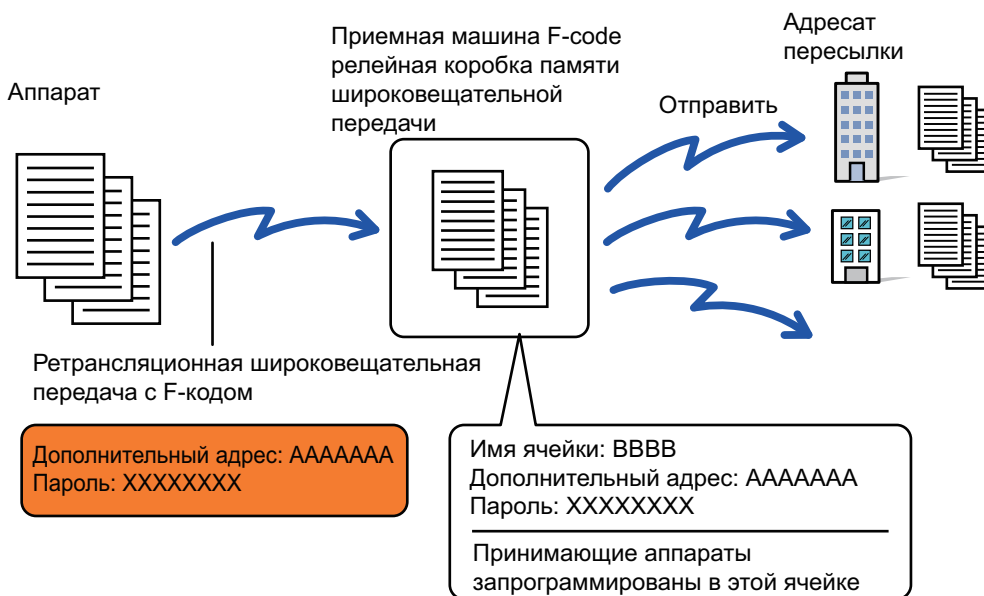 Аппарат
Приемная машина F-code
релейная коробка памяти
широковещательной
передачи
Отправить
Адресат
пересылки
Ретрансляционная широковещательная
передача с F-кодом
Дополнительный адрес: AAAAAAA
Пароль: XXXXXXXX
Имя ячейки: BBBB
Дополнительный адрес: AAAAAAA
Пароль: XXXXXXXX
Принимающие аппараты
запрограммированы в этой ячейке